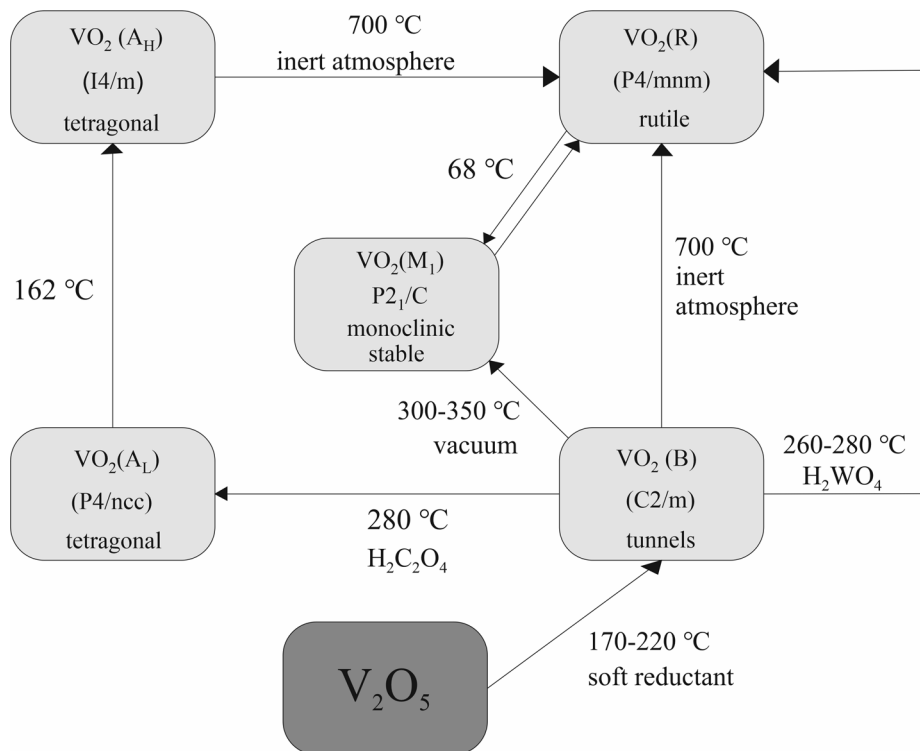 VO₂ (A_H)
(I4/m)
tetragonal
700 °C
inert atmosphere
VO₂(R)
(P4/mnm)
rutile
68 °C
VO₂(M₁)
P2₁/C
monoclinic
stable
700 °C
inert
atmosphere
162 °C
300-350 °C
vacuum
VO₂(A_L)
(P4/ncc)
tetragonal
280 °C
H₂C₂O₄
VO₂ (B)
(C2/m)
tunnels
260-280 °C
H₂WO₄
V₂O₅
170-220 °C
soft reductant